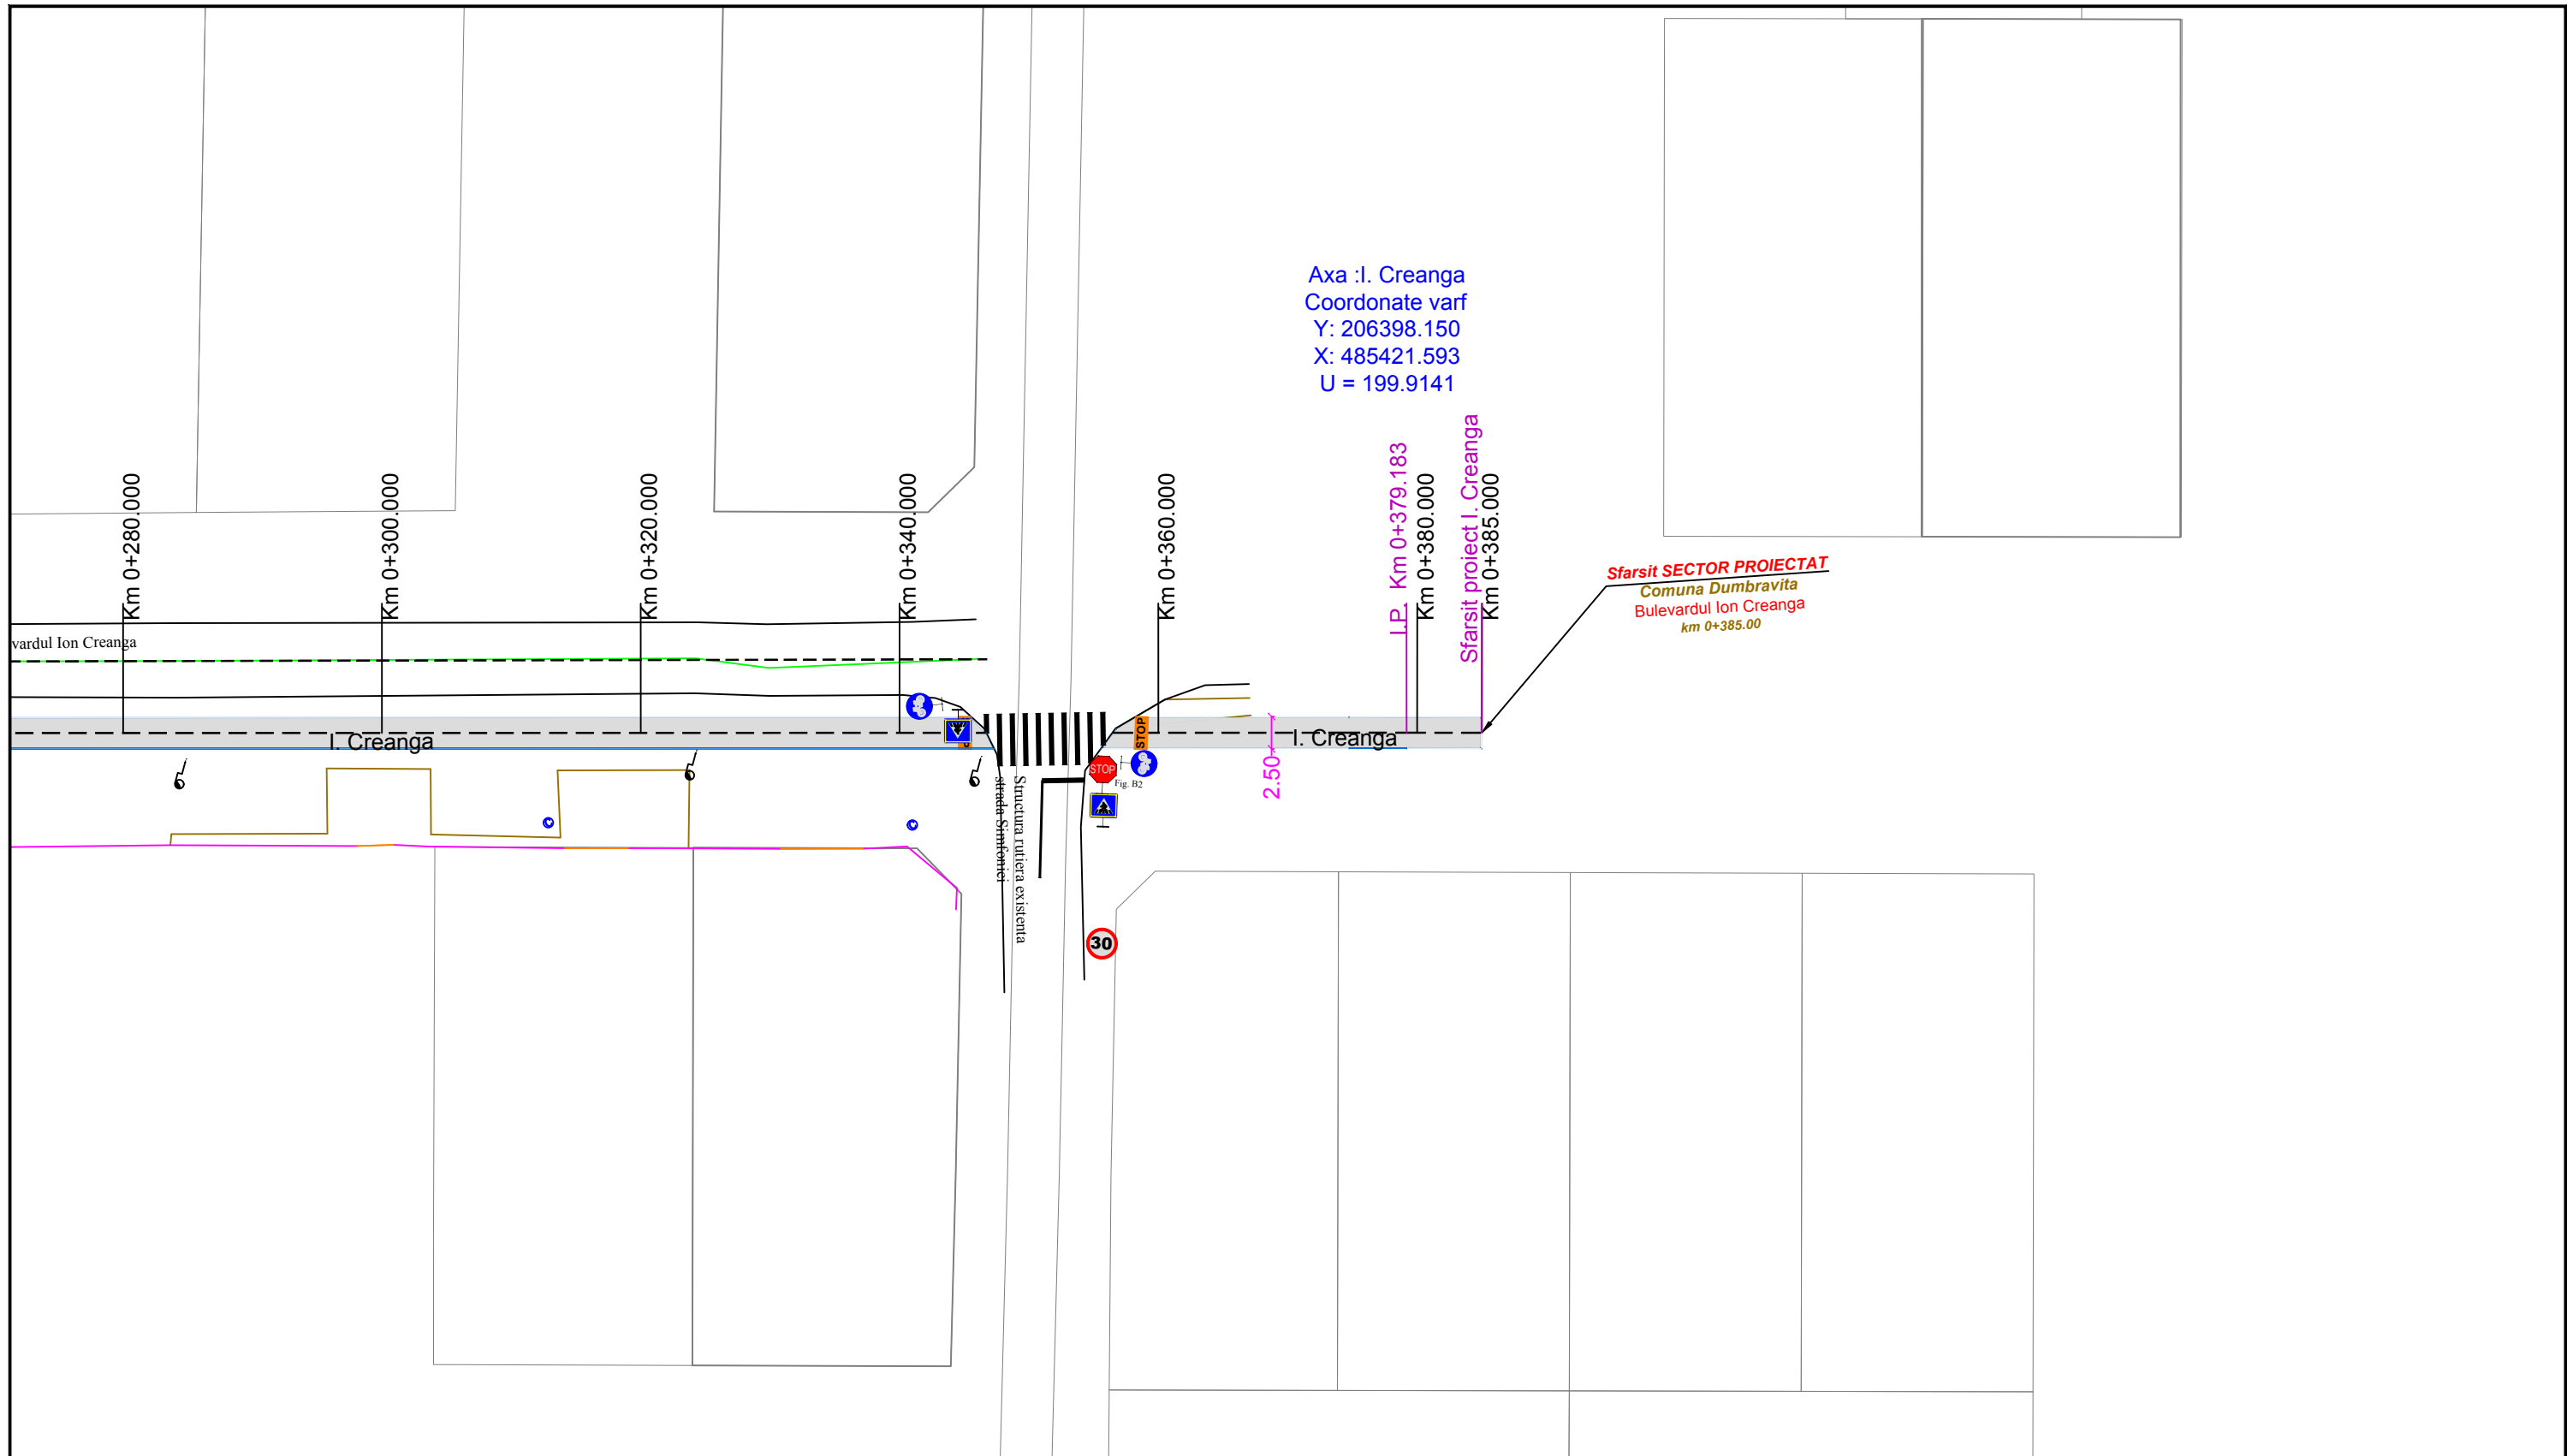 Axa :I. Creanga
Coordonate varf
Y: 206398.150
X: 485421.593
U = 199.9141
Km 0+280.000
Km 0+300.000
Km 0+320.000
Km 0+340.000
Km 0+360.000
I.P.  Km 0+379.183
Km 0+380.000
Sfarsit proiect I. Creanga
Km 0+385.000
Sfarsit SECTOR PROIECTAT
Comuna Dumbravita
Bulevardul Ion Creanga
km 0+385.00
vardul Ion Creanga
I. Creanga
STOP
I. Creanga
2.50
STOP
Fig. B2
Structura rutiera existenta
strada Simfoniei
30